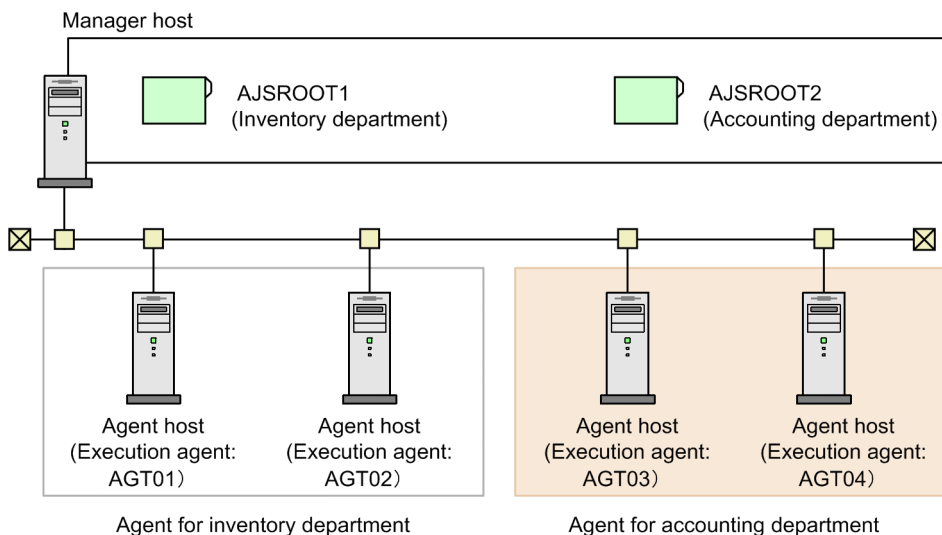 Manager host
AJSROOT1
(Inventory department)
AJSROOT2
(Accounting department)
Agent host
(Execution agent:
AGT01）
Agent host
(Execution agent:
AGT02）
Agent host
(Execution agent:
AGT03）
Agent host
(Execution agent:
AGT04）
Agent for inventory department
Agent for accounting department